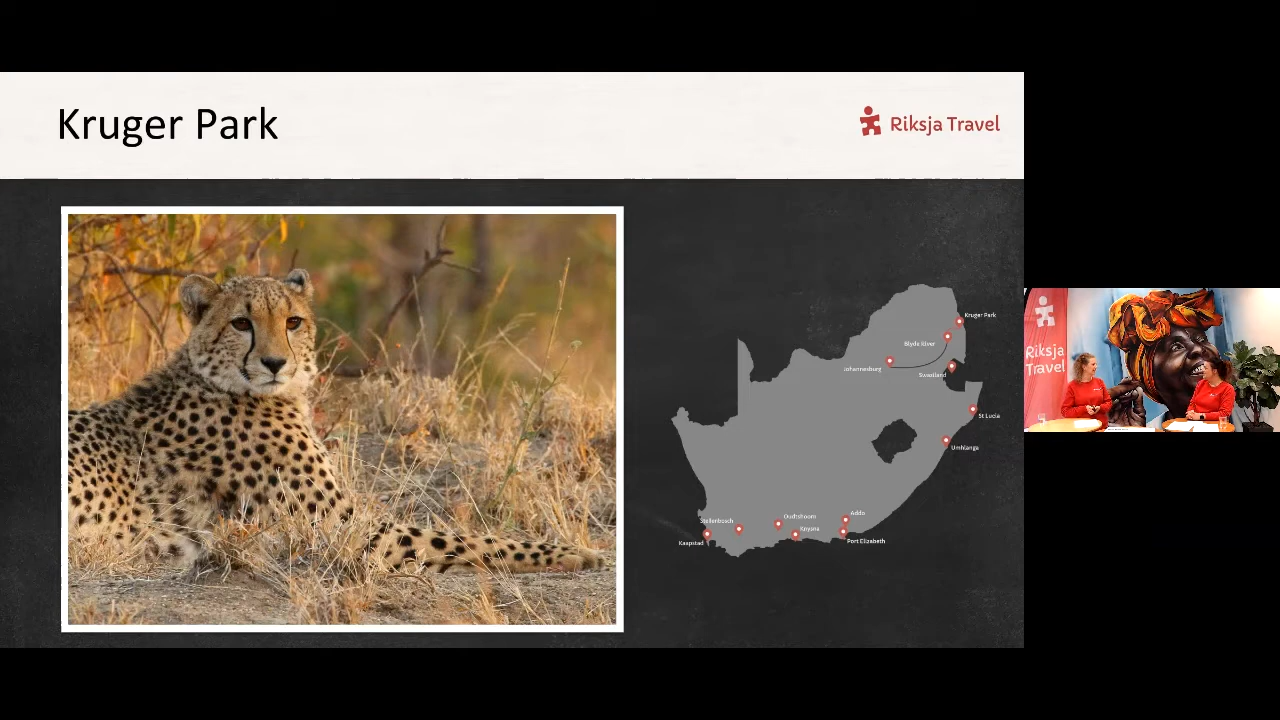 Kruger Park
Riksja Travel
Kruger Park
Blyde River
Johannesburg
Swaziland
St Lucia
Umhlanga
Addo
Stellenbosch
Oudtshoorn
Knysna
Kaapstad
Port Elizabeth
Riksja
Travel